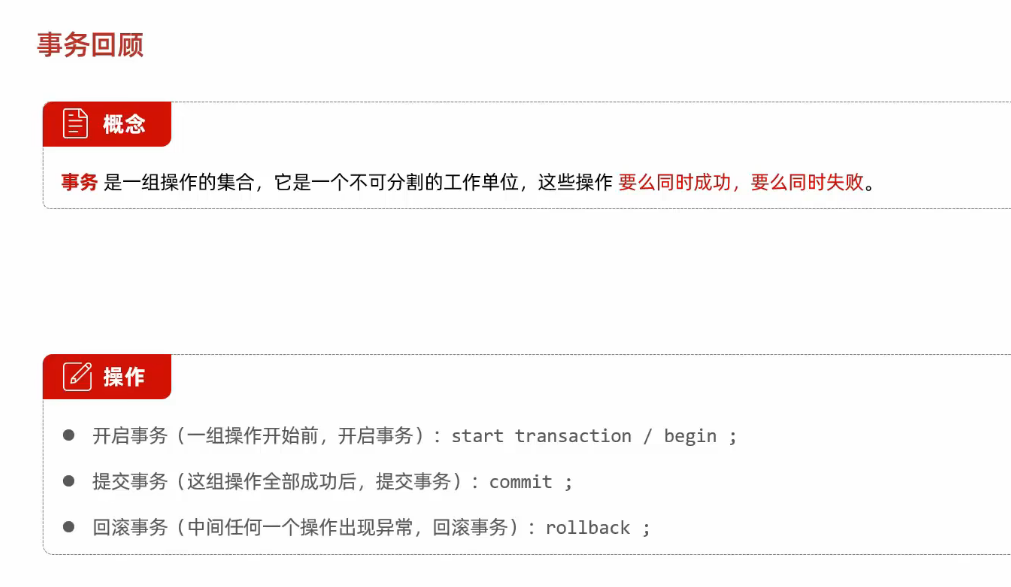 事务回顾
概念
事务 是一组操作的集合，它是一个不可分割的工作单位，这些操作 要么同时成功，要么同时失败。
操作
● 开启事务（一组操作开始前，开启事务）：start transaction / begin ;
● 提交事务（这组操作全部成功后，提交事务）：commit ;
● 回滚事务（中间任何一个操作出现异常，回滚事务）：rollback ;